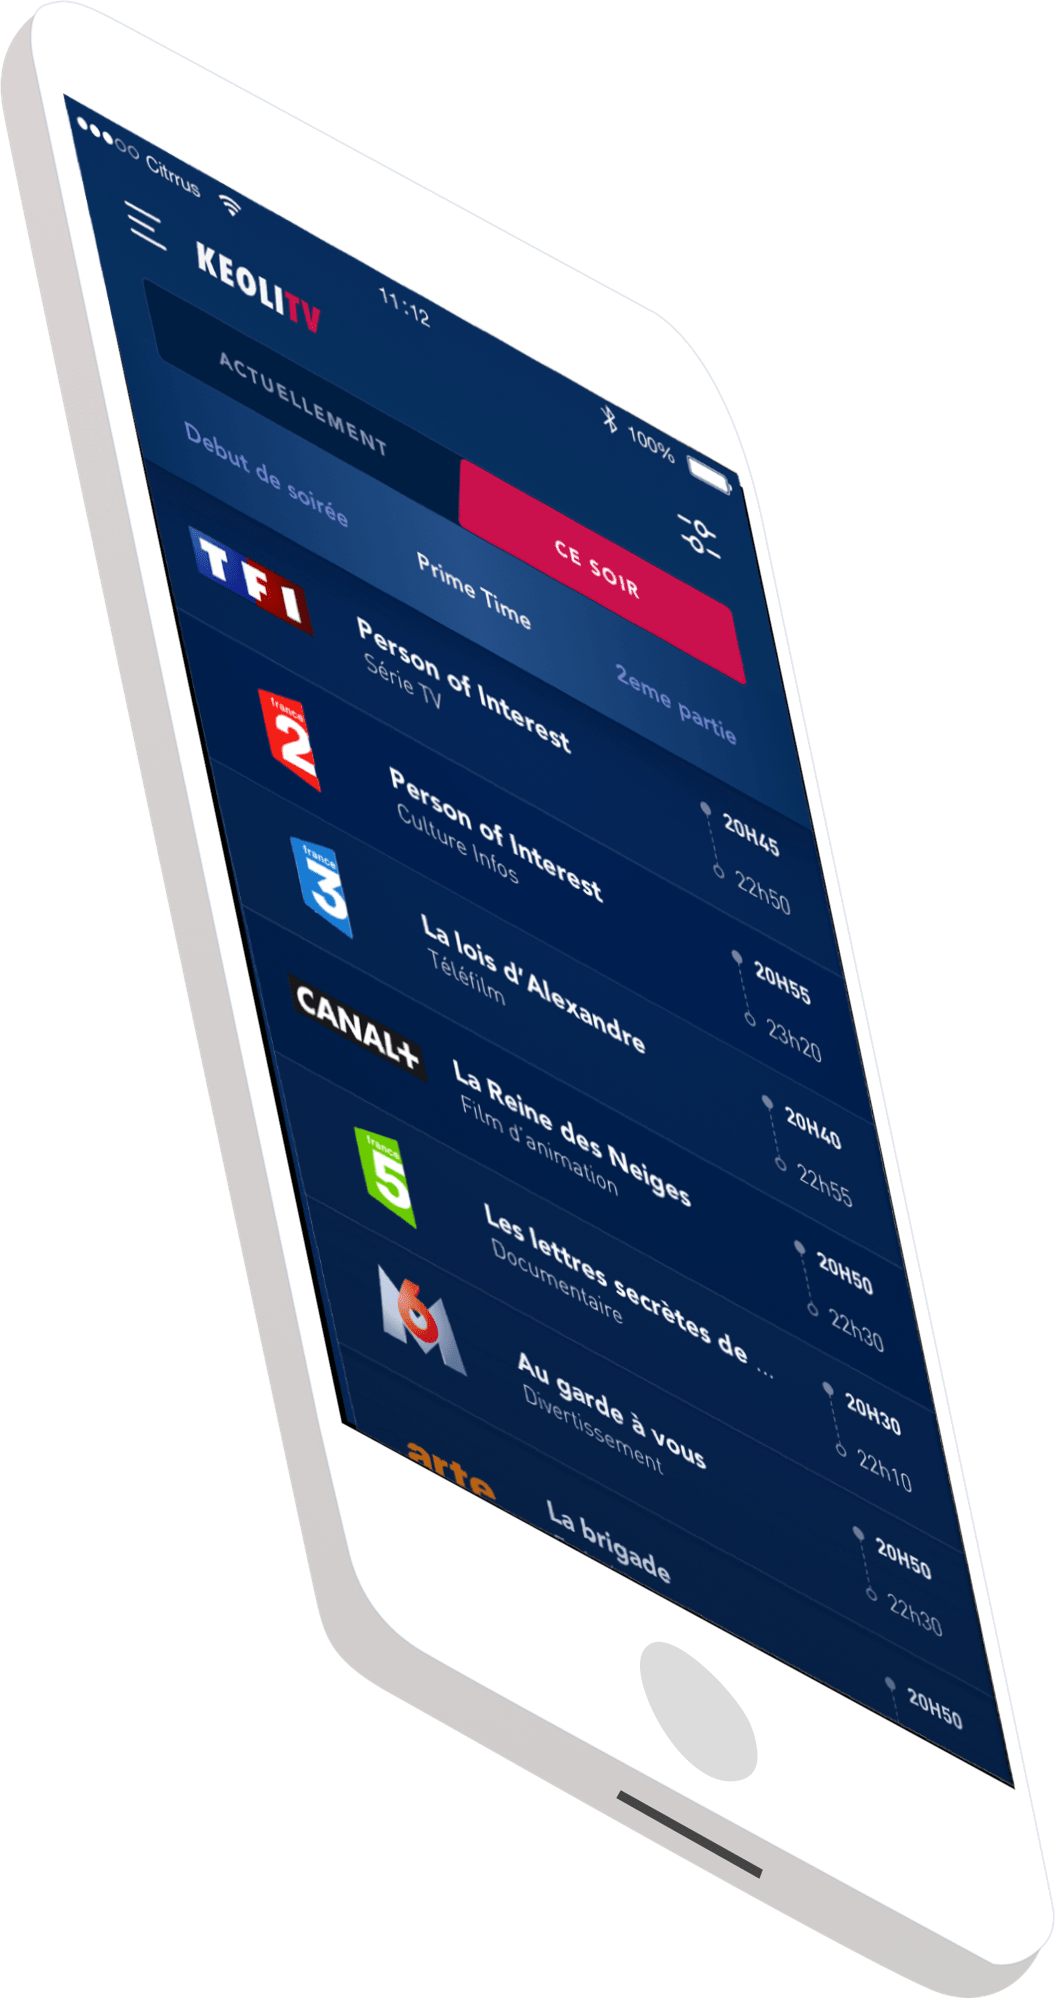 Citrrus 11:12 100%
KEOLITV
ACTUELLEMENT CE SOIR
Debut de soirée Prime Time 2eme partie
TF1 Person of Interest 20H45
Série TV 22h50
france 2 Person of Interest 20H55
Culture Infos 23h20
france 3 La lois d'Alexandre 20H40
Téléfilm 22h55
CANAL+ La Reine des Neiges 20H50
Film d'animation 22h30
france 5 Les lettres secrètes de ... 20H30
Documentaire 22h10
M6 Au garde à vous 20H50
Divertissement 22h30
arte La brigade 20H50